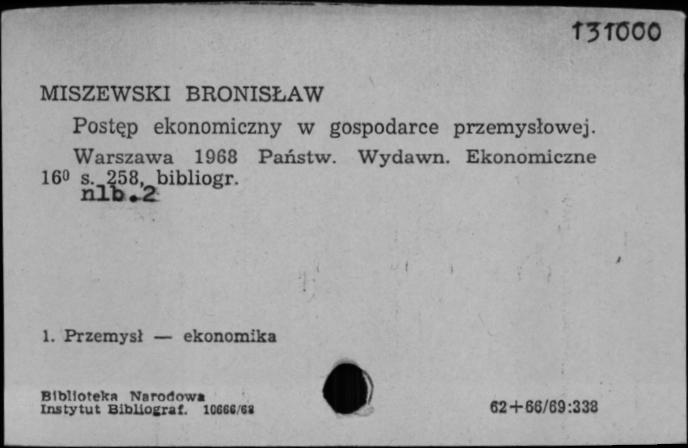 131000
MISZEWSKI BRONISŁAW
Postęp ekonomiczny w gospodarce przemysłowej.
Warszawa 1968 Państw. Wydawn. Ekonomiczne
16⁰ s. 258, bibliogr.
nlb.2
1. Przemysł — ekonomika
Biblioteka Narodowa
Instytut Bibliograf. 10666/68
62+66/69:338